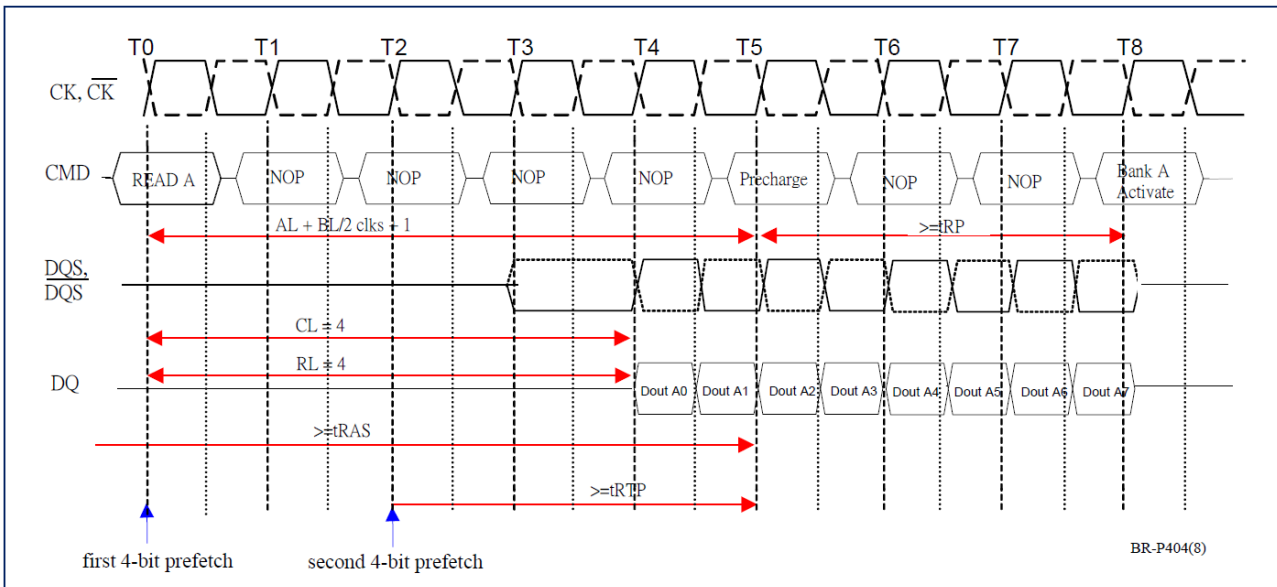 T0 T1 T2 T3 T4 T5 T6 T7 T8
CK, CK
CMD READ A NOP NOP NOP NOP Precharge NOP NOP Bank A Activate
AL + BL/2 clks + 1 >=tRP
DQS,
DQS
CL = 4
RL = 4
DQ Dout A0 Dout A1 Dout A2 Dout A3 Dout A4 Dout A5 Dout A6 Dout A7
>=tRAS
>=tRTP
first 4-bit prefetch second 4-bit prefetch
BR-P404(8)